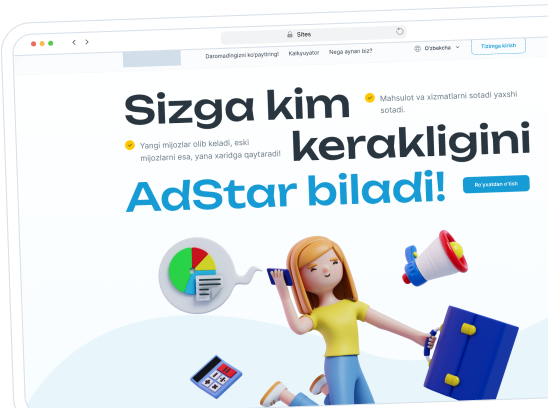 Sites
Daromadingizni ko'paytiring! Kalkyuyator Nega aynan biz?
O'zbekcha
Tizimga kirish
Sizga kim
Mahsulot va xizmatlarni sotadi yaxshi
sotadi.
Yangi mijozlar olib keladi, eski
mijozlarni esa, yana xaridga qaytaradi!
kerakligini
AdStar biladi!
Ro'yxatdan o'tish